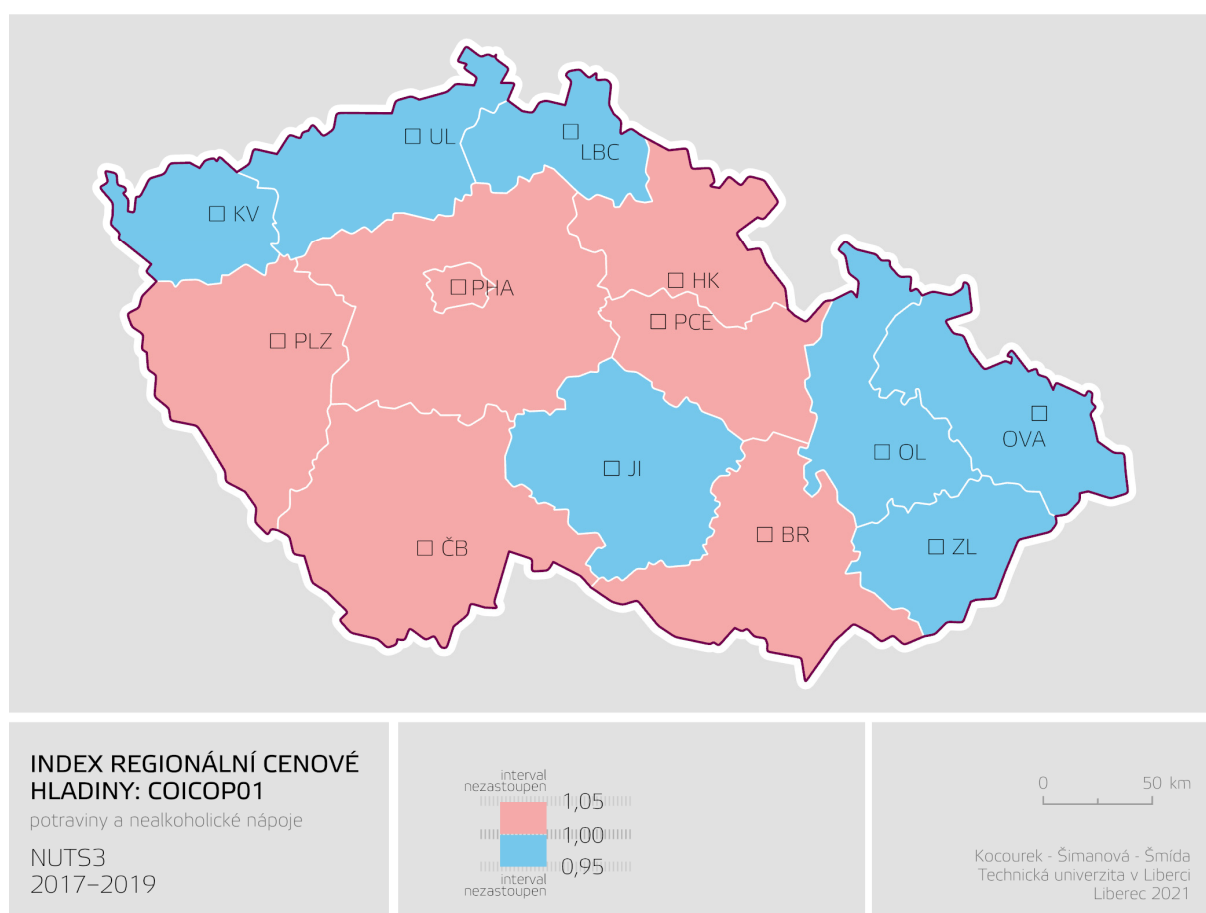 UL
LBC
KV
PHA
HK
PCE
PLZ
OVA
OL
JI
BR
ČB
ZL
INDEX REGIONÁLNÍ CENOVÉ
HLADINY: COICOP01
potraviny a nealkoholické nápoje
NUTS3
2017–2019
interval
nezastoupen
1,05
1,00
0,95
interval
nezastoupen
0 50 km
Kocourek - Šimanová - Šmída
Technická univerzita v Liberci
Liberec 2021